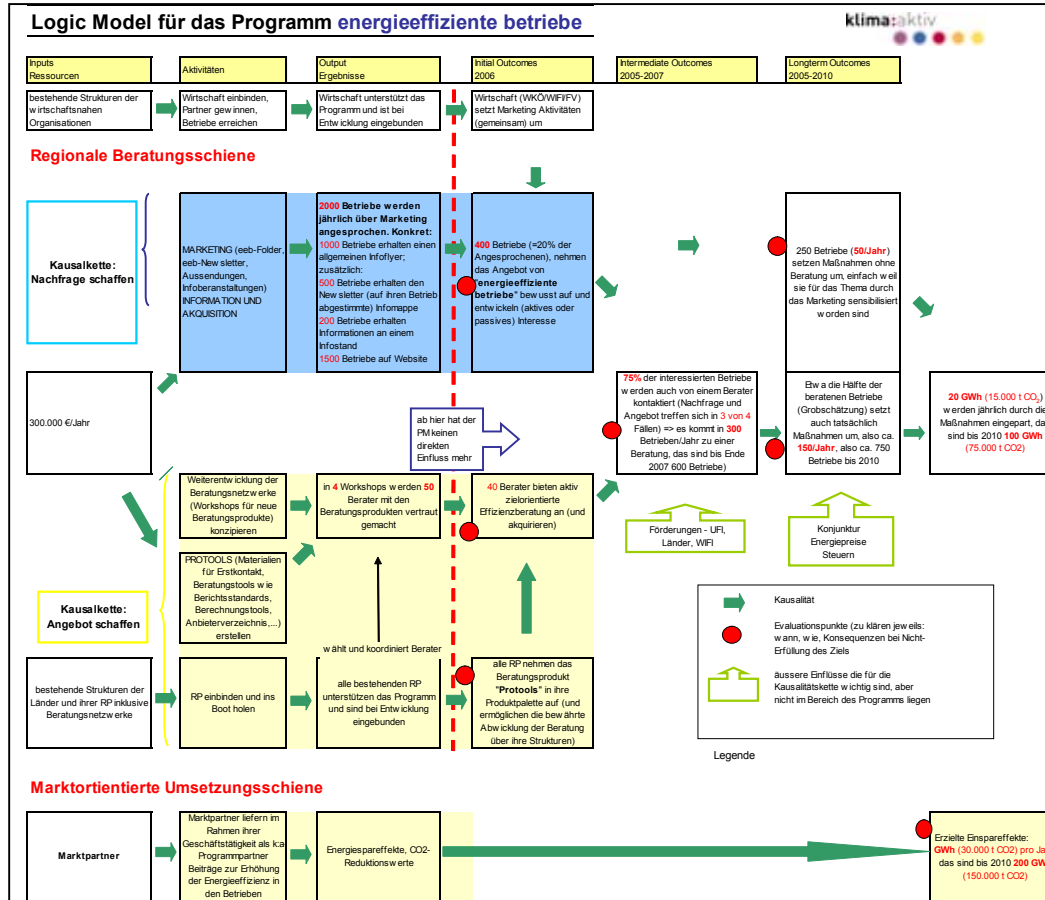 Logic Model für das Programm energieeffiziente betriebe
klima:aktiv
Inputs
Ressourcen
Aktivitäten
Output
Ergebnisse
Initial Outcomes
2006
Intermediate Outcomes
2005-2007
Longterm Outcomes
2005-2010
bestehende Strukturen der
wirtschaftsnahen
Organisationen
Wirtschaft einbinden,
Partner gewinnen,
Betriebe erreichen
Wirtschaft unterstützt das
Programm und ist bei
Entwicklung eingebunden
Wirtschaft (WKÖ/WIFI/FV)
setzt Marketing Aktivitäten
(gemeinsam) um
Regionale Beratungsschiene
Kausalkette:
Nachfrage schaffen
MARKETING (eeb-Folder,
eeb-New sletter,
Aussendungen,
Infoberanstaltungen)
INFORMATION UND
AKQUISITION
2000 Betriebe werden
jährlich über Marketing
angesprochen. Konkret:
1000 Betriebe erhalten einen
allgemeinen Infoflyer;
zusätzlich:
500 Betriebe erhalten den
New sletter (auf ihren Betrieb
abgestimmte) Infomappe
200 Betriebe erhalten
Informationen an einem
Infostand
1500 Betriebe auf Website
400 Betriebe (=20% der
Angesprochenen), nehmen
das Angebot von
"energieeffiziente
betriebe" bewusst auf und
entwickeln (aktives oder
passives) Interesse
250 Betriebe (50/Jahr)
setzen Maßnahmen ohne
Beratung um, einfach weil
sie für das Thema durch
das Marketing sensibilisiert
worden sind
300.000 €/Jahr
ab hier hat der
PM keinen
direkten
Einfluss mehr
75% der interessierten Betriebe
werden auch von einem Berater
kontaktiert (Nachfrage und
Angebot treffen sich in 3 von 4
Fällen) => es kommt in 300
Betrieben/Jahr zu einer
Beratung, das sind bis Ende
2007 600 Betriebe)
Etwa die Hälfte der
beratenen Betriebe
(Grobschätzung) setzt
auch tatsächlich
Maßnahmen um, also ca.
150/Jahr, also ca. 750
Betriebe bis 2010
20 GWh (15.000 t CO2)
werden jährlich durch die
Maßnahmen eingepart,
sind bis 2010 100 GWh
(75.000 t CO2)
Weiterentwicklung der
Beratungsnetzwerke
(Workshops für neue
Beratungsprodukte)
konzipieren
in 4 Workshops werden 50
Berater mit den
Beratungsprodukten vertraut
gemacht
40 Berater bieten aktiv
zielorientierte
Effizienzberatung an (und
akquirieren)
Förderungen - UFI,
Länder, WIFI
Konjunktur
Energiepreise
Steuern
PROTOOLS (Materialien
für Erstkontakt,
Beratungstools wie
Berichtsstandards,
Berechnungstools,
Anbieterverzeichnis,...)
erstellen
Kausalkette:
Angebot schaffen
wählt und koordiniert Berater
Kausalität
Evaluationspunkte (zu klären jeweils:
wann, wie, Konsequenzen bei Nicht-
Erfüllung des Ziels
äussere Einflüsse die für die
Kausalitätskette wichtig sind, aber
nicht im Bereich des Programms liegen
Legende
bestehende Strukturen der
Länder und ihrer RP inklusive
Beratungsnetzwerke
RP einbinden und ins
Boot holen
alle bestehenden RP
unterstützen das Programm
und sind bei Entwicklung
eingebunden
alle RP nehmen das
Beratungsprodukt
"Protools" in ihre
Produktpalette auf (und
ermöglichen die bewährte
Abwicklung der Beratung
über ihre Strukturen)
Marktortientierte Umsetzungsschiene
Marktpartner
Marktpartner liefern im
Rahmen ihrer
Geschäftstätigkeit als k:a
Programmpartner
Beiträge zur Erhöhung
der Energieeffizienz in
den Betrieben
Energiespareffekte, CO2-
Reduktionswerte
Erzielte Einspareffekte:
GWh (30.000 t CO2) pro
das sind bis 2010 200
(150.000 t CO2)